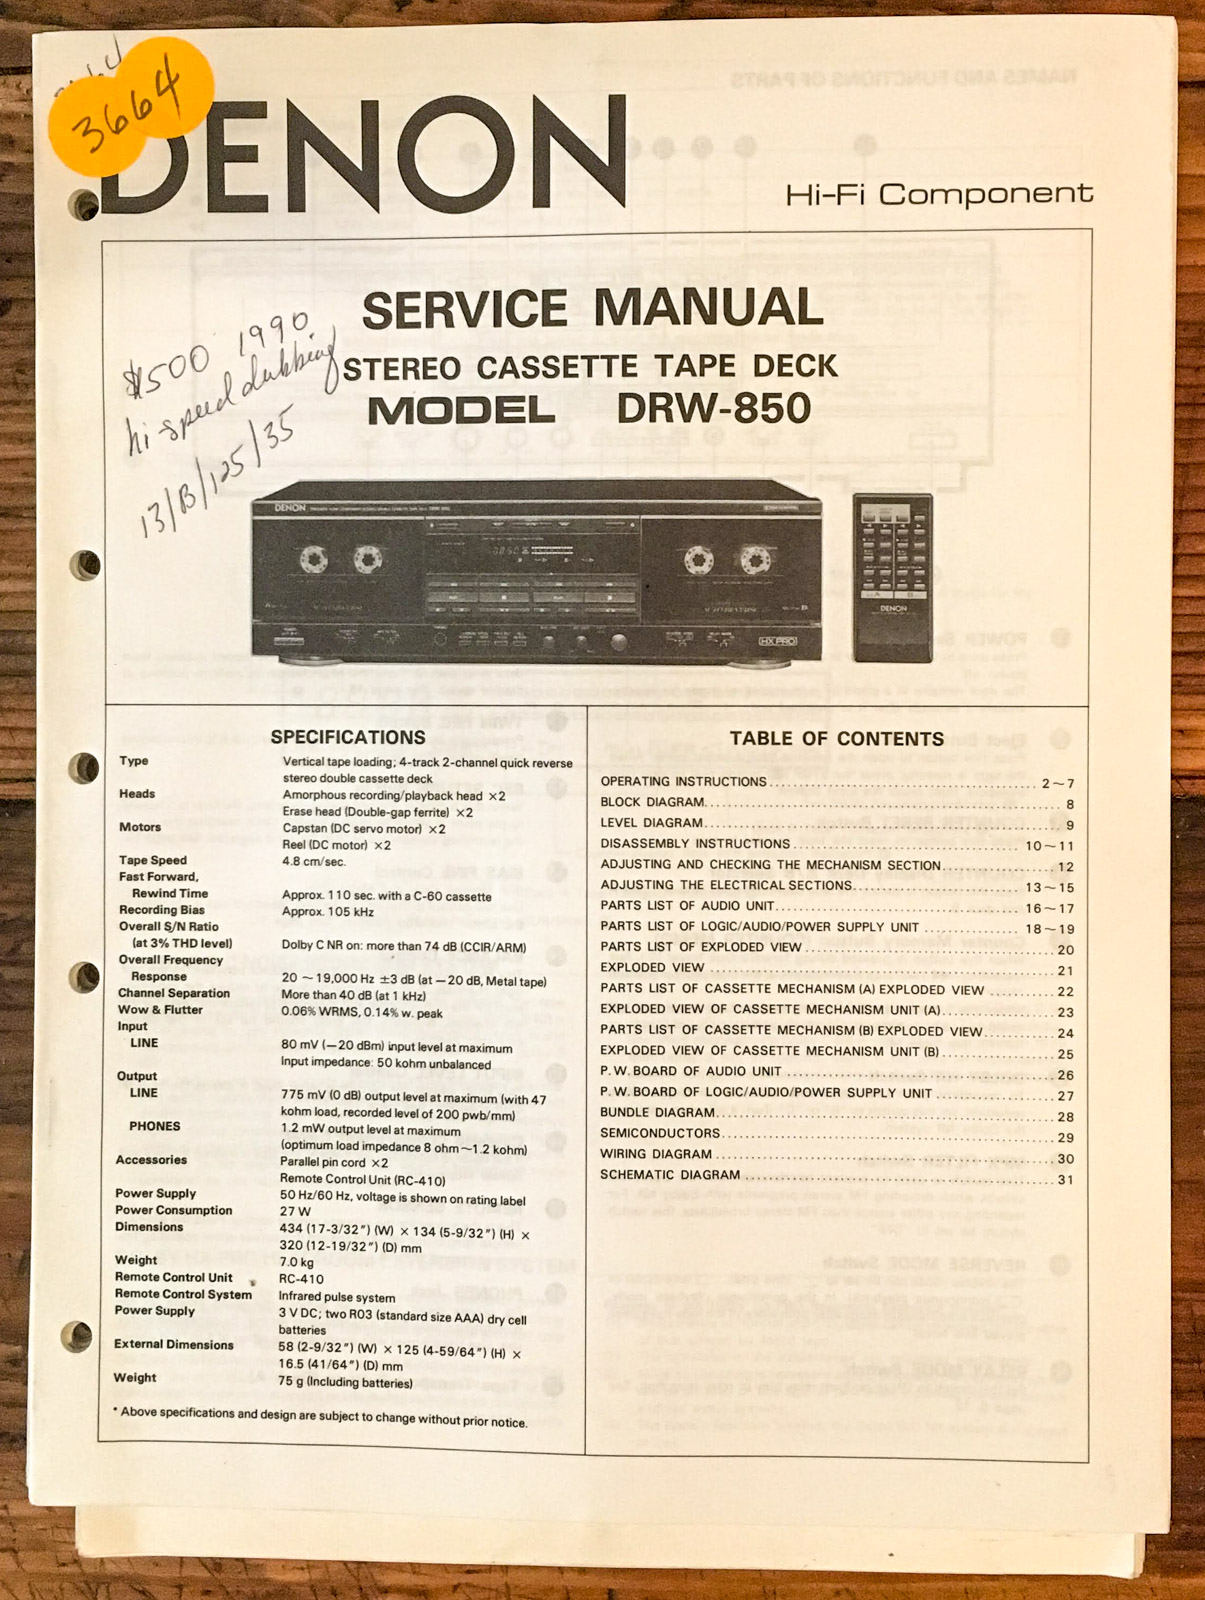 3664
DENON
Hi-Fi Component
SERVICE MANUAL
STEREO CASSETTE TAPE DECK
MODEL DRW-850
$500 1990
hi speed dubbing
13/B/125/35
DENON
HX PRO
DENON
SPECIFICATIONS
Type Vertical tape loading; 4-track 2-channel quick reverse
stereo double cassette deck
Heads Amorphous recording/playback head ×2
Erase head (Double-gap ferrite) ×2
Motors Capstan (DC servo motor) ×2
Reel (DC motor) ×2
Tape Speed 4.8 cm/sec.
Fast Forward,
Rewind Time Approx. 110 sec. with a C-60 cassette
Recording Bias Approx. 105 kHz
Overall S/N Ratio
(at 3% THD level) Dolby C NR on: more than 74 dB (CCIR/ARM)
Overall Frequency
Response 20 ~ 19,000 Hz ±3 dB (at −20 dB, Metal tape)
Channel Separation More than 40 dB (at 1 kHz)
Wow & Flutter 0.06% WRMS, 0.14% w. peak
Input
LINE 80 mV (−20 dBm) input level at maximum
Input impedance: 50 kohm unbalanced
Output
LINE 775 mV (0 dB) output level at maximum (with 47
kohm load, recorded level of 200 pwb/mm)
PHONES 1.2 mW output level at maximum
(optimum load impedance 8 ohm~1.2 kohm)
Accessories Parallel pin cord ×2
Remote Control Unit (RC-410)
Power Supply 50 Hz/60 Hz, voltage is shown on rating label
Power Consumption 27 W
Dimensions 434 (17-3/32") (W) × 134 (5-9/32") (H) ×
320 (12-19/32") (D) mm
Weight 7.0 kg
Remote Control Unit RC-410
Remote Control System Infrared pulse system
Power Supply 3 V DC; two R03 (standard size AAA) dry cell
batteries
External Dimensions 58 (2-9/32") (W) × 125 (4-59/64") (H) ×
16.5 (41/64") (D) mm
Weight 75 g (Including batteries)
* Above specifications and design are subject to change without prior notice.
TABLE OF CONTENTS
OPERATING INSTRUCTIONS 2~7
BLOCK DIAGRAM 8
LEVEL DIAGRAM 9
DISASSEMBLY INSTRUCTIONS 10~11
ADJUSTING AND CHECKING THE MECHANISM SECTION 12
ADJUSTING THE ELECTRICAL SECTIONS 13~15
PARTS LIST OF AUDIO UNIT 16~17
PARTS LIST OF LOGIC/AUDIO/POWER SUPPLY UNIT 18~19
PARTS LIST OF EXPLODED VIEW 20
EXPLODED VIEW 21
PARTS LIST OF CASSETTE MECHANISM (A) EXPLODED VIEW 22
EXPLODED VIEW OF CASSETTE MECHANISM UNIT (A) 23
PARTS LIST OF CASSETTE MECHANISM (B) EXPLODED VIEW 24
EXPLODED VIEW OF CASSETTE MECHANISM UNIT (B) 25
P.W.BOARD OF AUDIO UNIT 26
P.W.BOARD OF LOGIC/AUDIO/POWER SUPPLY UNIT 27
BUNDLE DIAGRAM 28
SEMICONDUCTORS 29
WIRING DIAGRAM 30
SCHEMATIC DIAGRAM 31